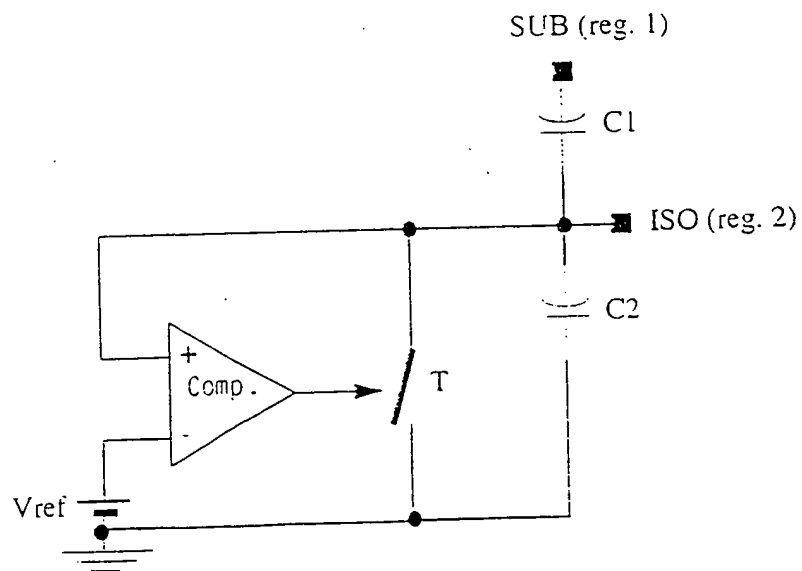 SUB (reg. 1)
C1
ISO (reg. 2)
C2
+
Comp.
-
T
Vref